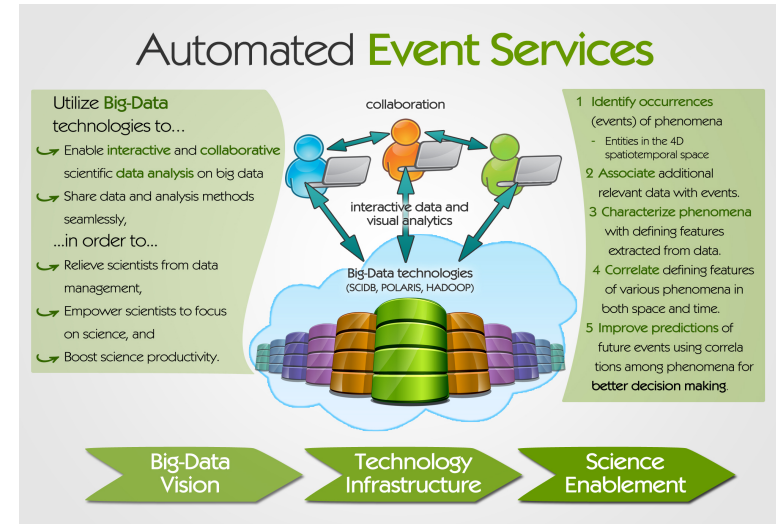 Automated Event Services
Utilize Big-Data
technologies to...
Enable interactive and collaborative
scientific data analysis on big data
Share data and analysis methods
seamlessly,
...in order to...
Relieve scientists from data
management,
Empower scientists to focus
on science, and
Boost science productivity.
collaboration
interactive data and
visual analytics
Big-Data technologies
(SCIDB, POLARIS, HADOOP)
1 Identify occurrences
(events) of phenomena
- Entities in the 4D
spatiotemporal space
2 Associate additional
relevant data with events.
3 Characterize phenomena
with defining features
extracted from data.
4 Correlate defining features
of various phenomena in
both space and time.
5 Improve predictions of
future events using correla
tions among phenomena for
better decision making.
Big-Data
Vision
Technology
Infrastructure
Science
Enablement